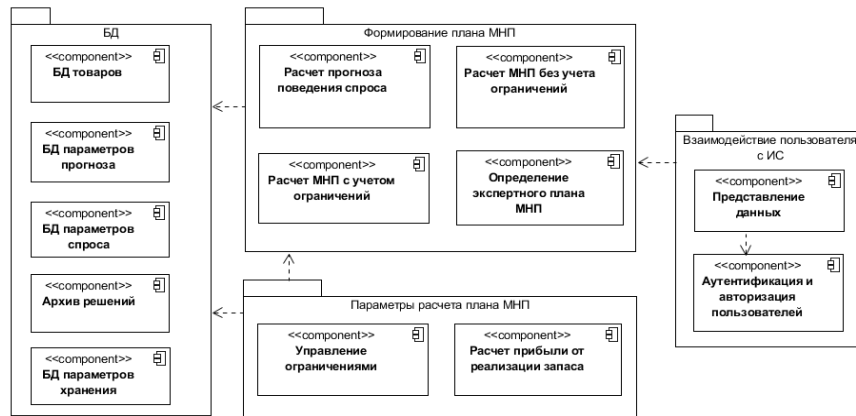 БД
<<component>>
БД товаров
<<component>>
БД параметров
прогноза
<<component>>
БД параметров
спроса
<<component>>
Архив решений
<<component>>
БД параметров
хранения
Формирование плана МНП
<<component>>
Расчет прогноза
поведения спроса
<<component>>
Расчет МНП без учета
ограничений
<<component>>
Расчет МНП с учетом
ограничений
<<component>>
Определение
экспертного плана
МНП
Параметры расчета плана МНП
<<component>>
Управление
ограничениями
<<component>>
Расчет прибыли от
реализации запаса
Взаимодействие пользователя
с ИС
<<component>>
Представление
данных
<<component>>
Аутентификация и
авторизация
пользователей